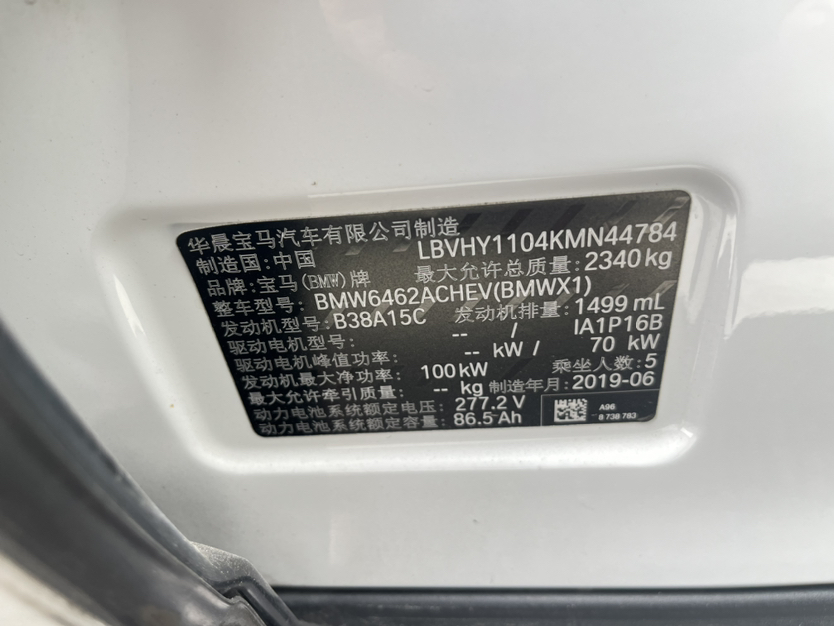 华晨宝马汽车有限公司制造 LBVHY1104KMN44784
制造国: 中国 最大允许总质量: 2340 kg
品牌: 宝马(BMW)牌
整车型号: BMW6462ACHEV(BMWX1)
发动机型号: B38A15C 发动机排量: 1499 mL
驱动电机型号: -- / IA1P16B
驱动电机峰值功率: -- kW / 70 kW
发动机最大净功率: 100 kW 乘坐人数: 5
最大允许牵引质量: -- kg 制造年月: 2019-06
动力电池系统额定电压: 277.2 V
动力电池系统额定容量: 86.5 Ah
A96
8 738 783